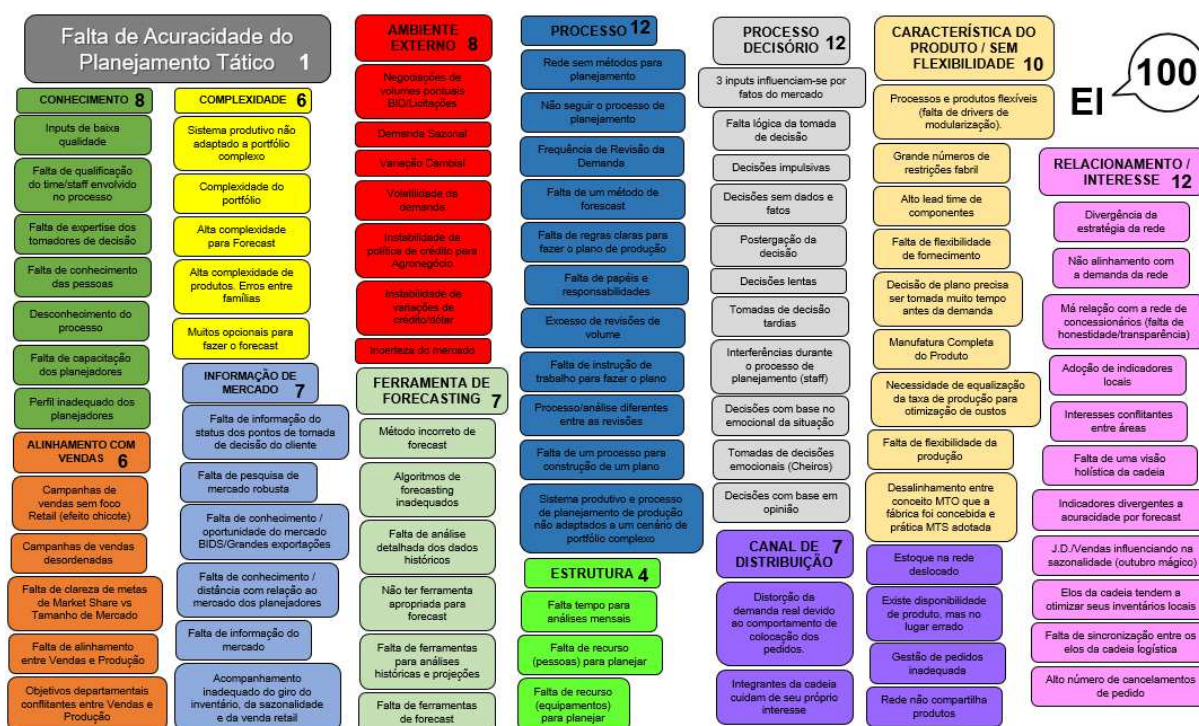 Falta de Acuracidade do
Planejamento Tático 1
CONHECIMENTO 8
Inputs de baixa
qualidade
Falta de qualificação
do time/staff envolvido
no processo
Falta de expertise dos
tomadores de decisão
Falta de conhecimento
das pessoas
Desconhecimento do
processo
Falta de capacitação
dos planejadores
Perfil inadequado dos
planejadores
ALINHAMENTO COM
VENDAS 6
Campanhas de
vendas sem foco
Retail (efeito chicote)
Campanhas de vendas
desordenadas
Falta de clareza de metas
de Market Share vs
Tamanho de Mercado
Falta de alinhamento
entre Vendas e Produção
Objetivos departamentais
conflitantes entre Vendas e
Produção
COMPLEXIDADE 6
Sistema produtivo não
adaptado a portfólio
complexo
Complexidade do
portfólio
Alta complexidade
para Forecast
Alta complexidade de
produtos. Erros entre
famílias
Muitos opcionais para
fazer o forecast
INFORMAÇÃO DE
MERCADO 7
Falta de informação do
status dos pontos de tomada
de decisão do cliente
Falta de pesquisa de
mercado robusta
Falta de conhecimento /
oportunidade do mercado
BIDS/Grandes exportações
Falta de conhecimento /
distância com relação ao
mercado dos planejadores
Falta de informação do
mercado
Acompanhamento
inadequado do giro do
inventário, da sazonalidade
e da venda retail
AMBIENTE
EXTERNO 8
Negociações de
volumes pontuais
BID/Licitações
Demanda Sazonal
Variação Cambial
Volatilidade da
demanda
Instabilidade da
política de crédito para
Agronegócio
Instabilidade de
variações de
crédito/dólar
Incerteza do mercado
FERRAMENTA DE
FORECASTING 7
Método incorreto de
forecast
Algoritmos de
forecasting
inadequados
Falta de análise
detalhada dos dados
históricos
Não ter ferramenta
apropriada para
forecast
Falta de ferramentas
para análises
históricas e projeções
Falta de ferramentas
de forecast
PROCESSO 12
Rede sem métodos para
planejamento
Não seguir o processo de
planejamento
Frequência de Revisão da
Demanda
Falta de um método de
forescast
Falta de regras claras para
fazer o plano de produção
Falta de papéis e
responsabilidades
Excesso de revisões de
volume
Falta de instrução de
trabalho para fazer o plano
Processo/análise diferentes
entre as revisões
Falta de um processo para
construção de um plano
Sistema produtivo e processo
de planejamento de produção
não adaptados a um cenário de
portfólio complexo
ESTRUTURA 4
Falta tempo para
análises mensais
Falta de recurso
(pessoas) para planejar
Falta de recurso
(equipamentos)
para planejar
PROCESSO
DECISÓRIO 12
3 inputs influenciam-se por
fatos do mercado
Falta lógica da tomada
de decisão
Decisões impulsivas
Decisões sem dados e
fatos
Postergação da
decisão
Decisões lentas
Tomadas de decisão
tardias
Interferências durante
o processo de
planejamento (staff)
Decisões com base no
emocional da situação
Tomadas de decisões
emocionais (Cheiros)
Decisões com base em
opinião
CANAL DE 7
DISTRIBUIÇÃO
Distorção da
demanda real devido
ao comportamento de
colocação dos
pedidos.
Integrantes da cadeia
cuidam de seu próprio
interesse
CARACTERÍSTICA DO
PRODUTO / SEM
FLEXIBILIDADE 10
Processos e produtos flexíveis
(falta de drivers de
modularização).
Grande números de
restrições fabril
Alto lead time de
componentes
Falta de flexibilidade
de fornecimento
Decisão de plano precisa
ser tomada muito tempo
antes da demanda
Manufatura Completa
do Produto
Necessidade de equalização
da taxa de produção para
otimização de custos
Falta de flexibilidade da
produção
Desalinhamento entre
conceito MTO que a
fábrica foi concebida e
prática MTS adotada
Estoque na rede
deslocado
Existe disponibilidade
de produto, mas no
lugar errado
Gestão de pedidos
inadequada
Rede não compartilha
produtos
EI 100
RELACIONAMENTO /
INTERESSE 12
Divergência da
estratégia da rede
Não alinhamento com
a demanda da rede
Má relação com a rede de
concessionários (falta de
honestidade/transparência)
Adoção de indicadores
locais
Interesses conflitantes
entre áreas
Falta de uma visão
holística da cadeia
Indicadores divergentes a
acuracidade por forecast
J.D./Vendas influenciando na
sazonalidade (outubro mágico)
Elos da cadeia tendem a
otimizar seus inventários locais
Falta de sincronização entre os
elos da cadeia logística
Alto número de cancelamentos
de pedido